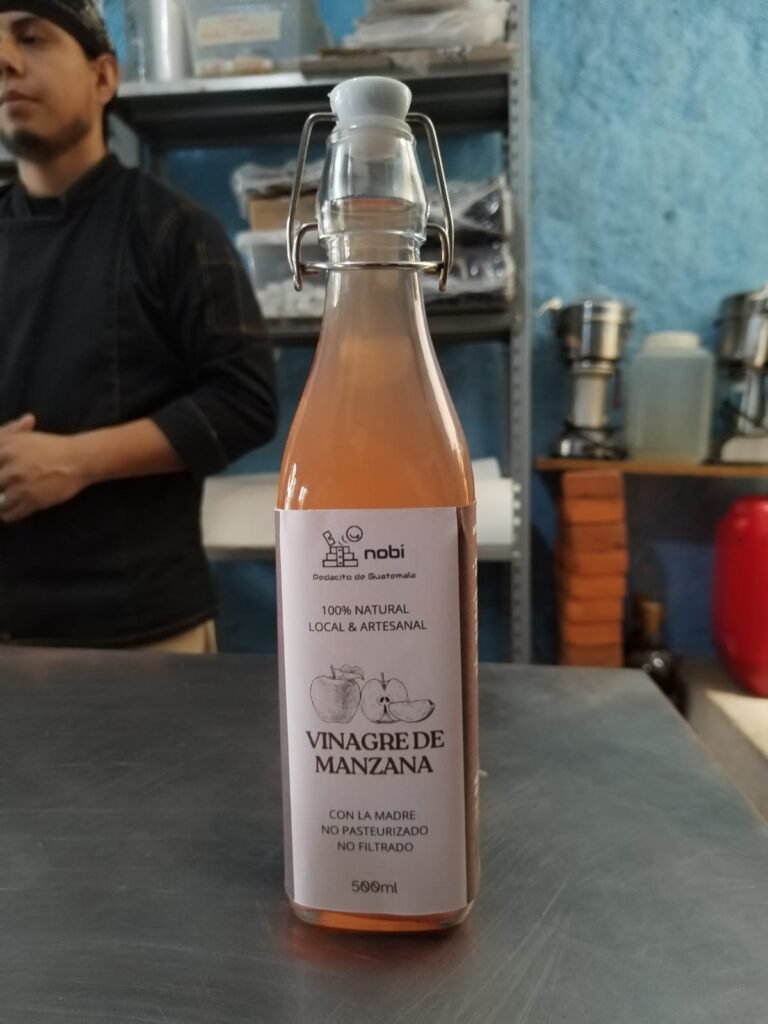 nobi
Pedacito de Guatemala
100% NATURAL
LOCAL & ARTESANAL
VINAGRE DE
MANZANA
CON LA MADRE
NO PASTEURIZADO
NO FILTRADO
500ml